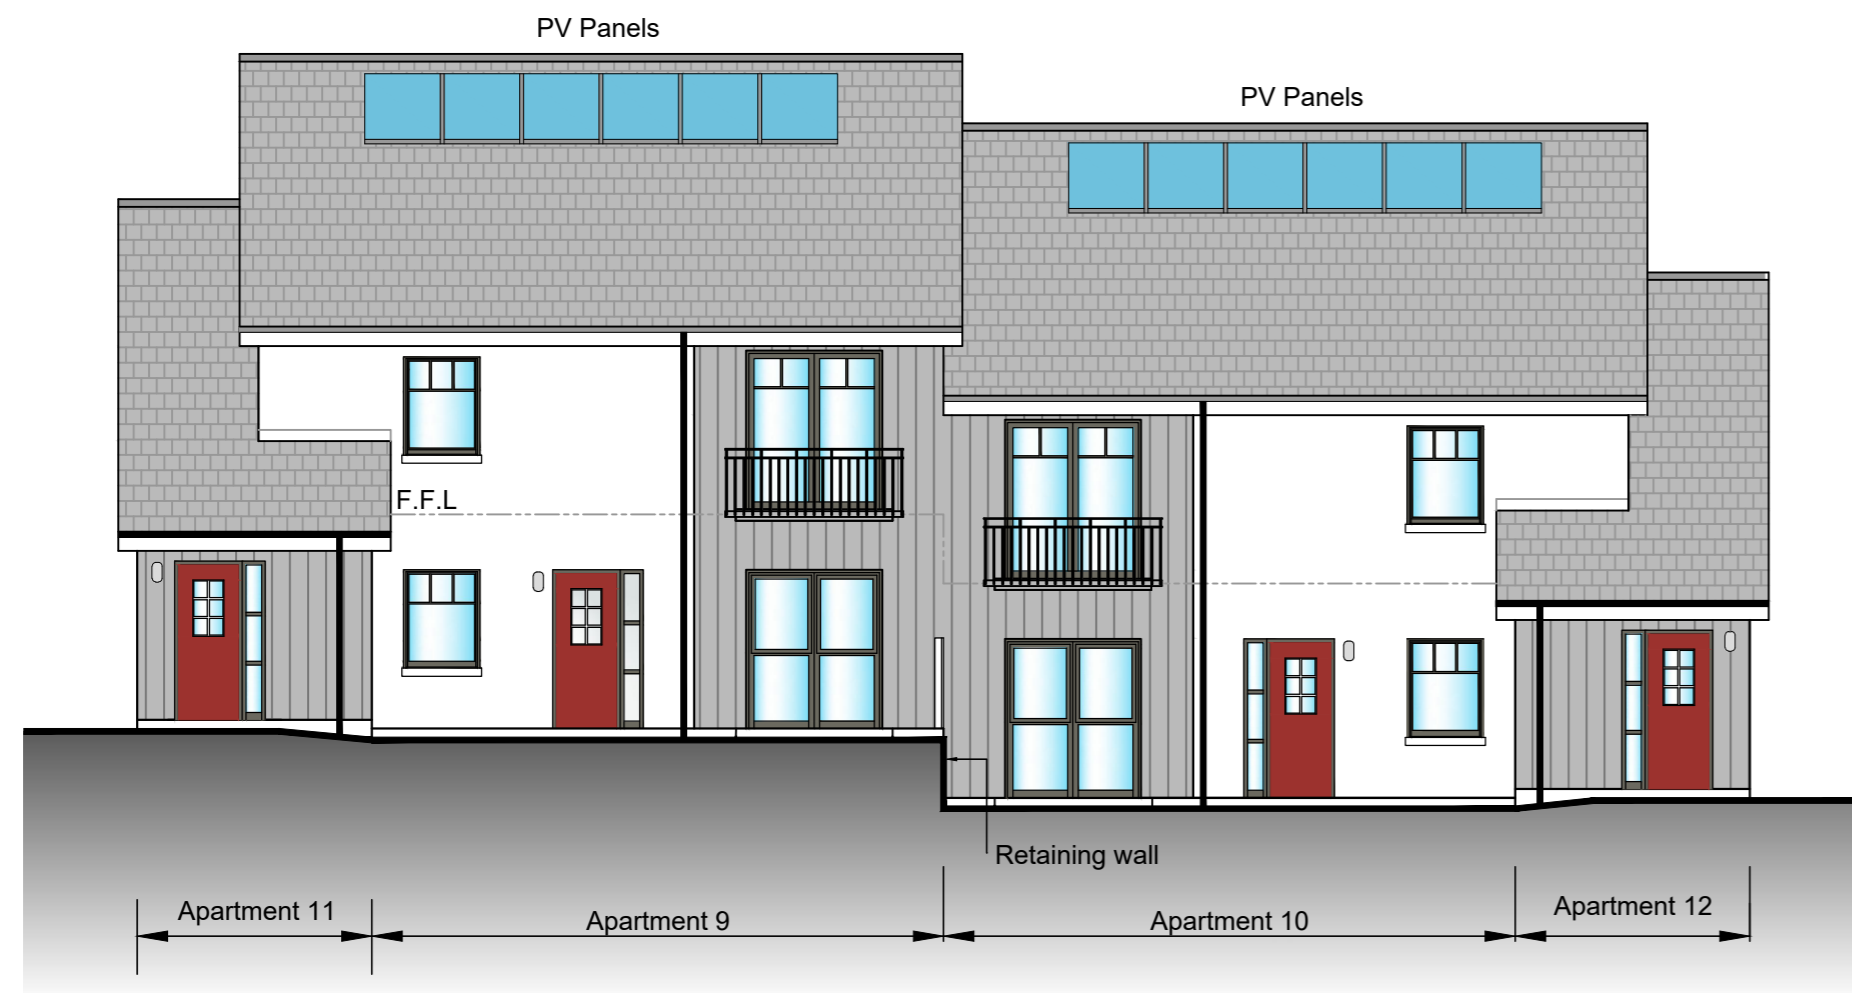 PV Panels
PV Panels
F.F.L
Retaining wall
Apartment 11
Apartment 9
Apartment 10
Apartment 12